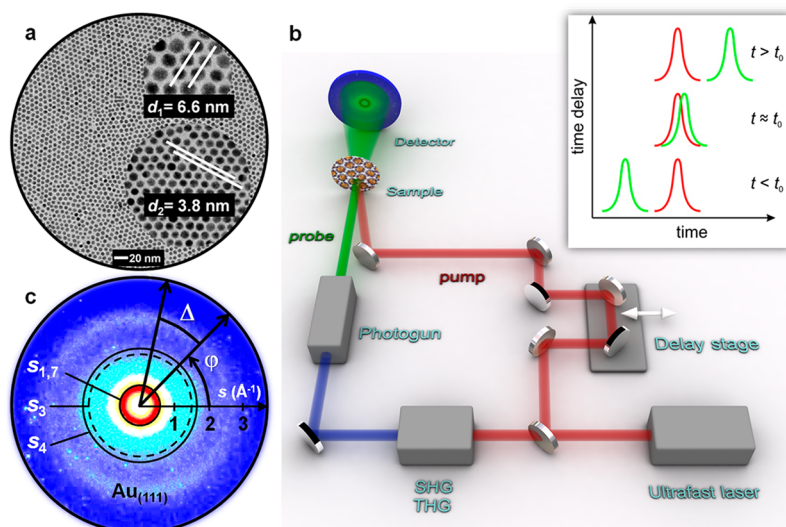 a
d₁= 6.6 nm
d₂= 3.8 nm
20 nm
b
Detector
Sample
probe
pump
Photogun
Delay stage
SHG
THG
Ultrafast laser
time delay
t > t₀
t ≈ t₀
t < t₀
time
c
Δ
φ
s₁,₇
s₃
s₄
s (Å⁻¹)
1 2 3
Au₍₁₁₁₎